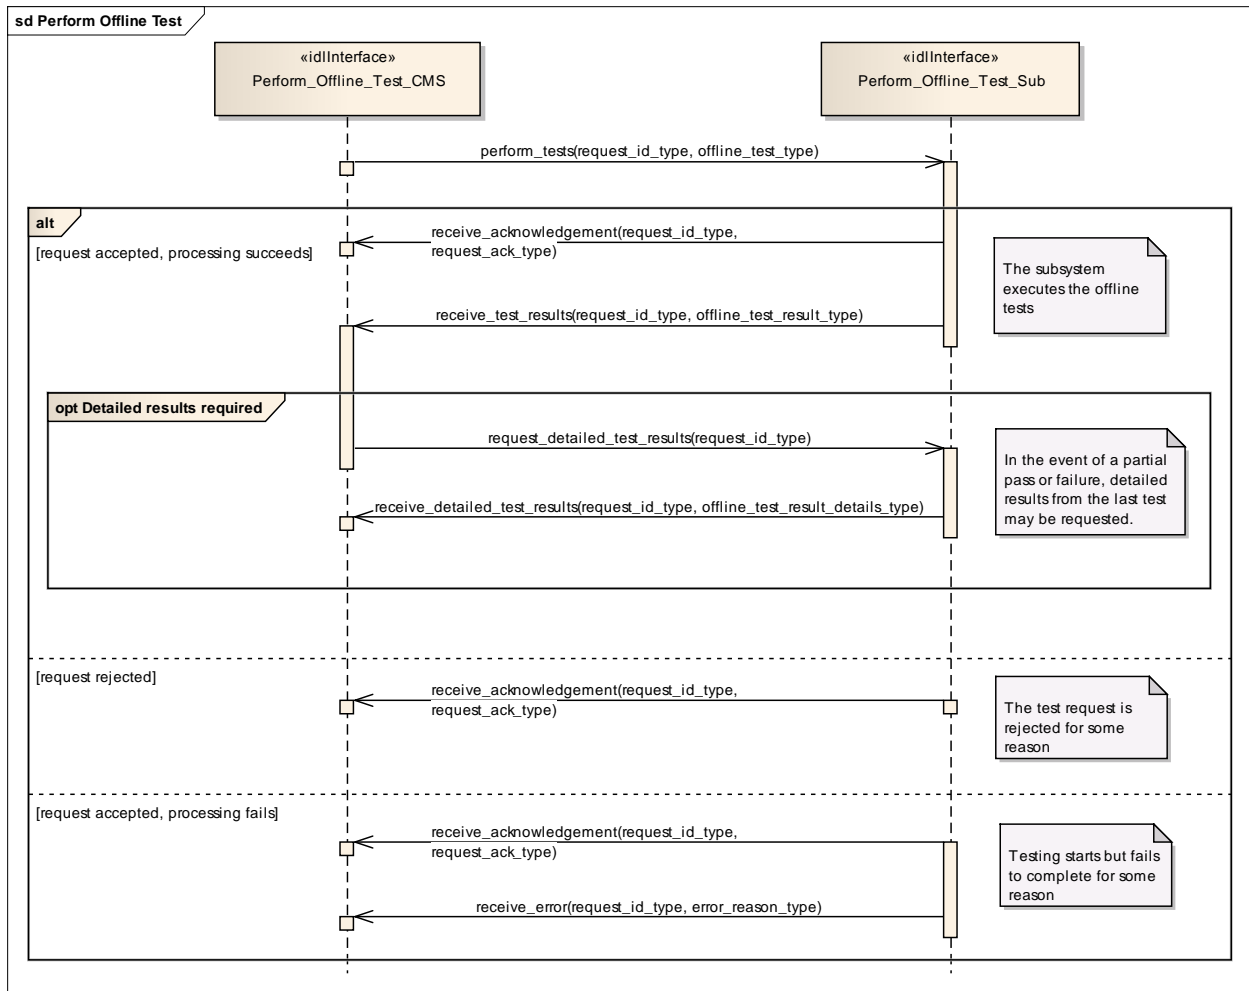 sd Perform Offline Test
«idlInterface»
Perform_Offline_Test_CMS
«idlInterface»
Perform_Offline_Test_Sub
perform_tests(request_id_type, offline_test_type)
alt
[request accepted, processing succeeds]
receive_acknowledgement(request_id_type,
request_ack_type)
The subsystem
executes the offline
tests
receive_test_results(request_id_type, offline_test_result_type)
opt Detailed results required
request_detailed_test_results(request_id_type)
In the event of a partial
pass or failure, detailed
results from the last test
may be requested.
receive_detailed_test_results(request_id_type, offline_test_result_details_type)
[request rejected]
receive_acknowledgement(request_id_type,
request_ack_type)
The test request is
rejected for some
reason
[request accepted, processing fails]
receive_acknowledgement(request_id_type,
request_ack_type)
Testing starts but fails
to complete for some
reason
receive_error(request_id_type, error_reason_type)